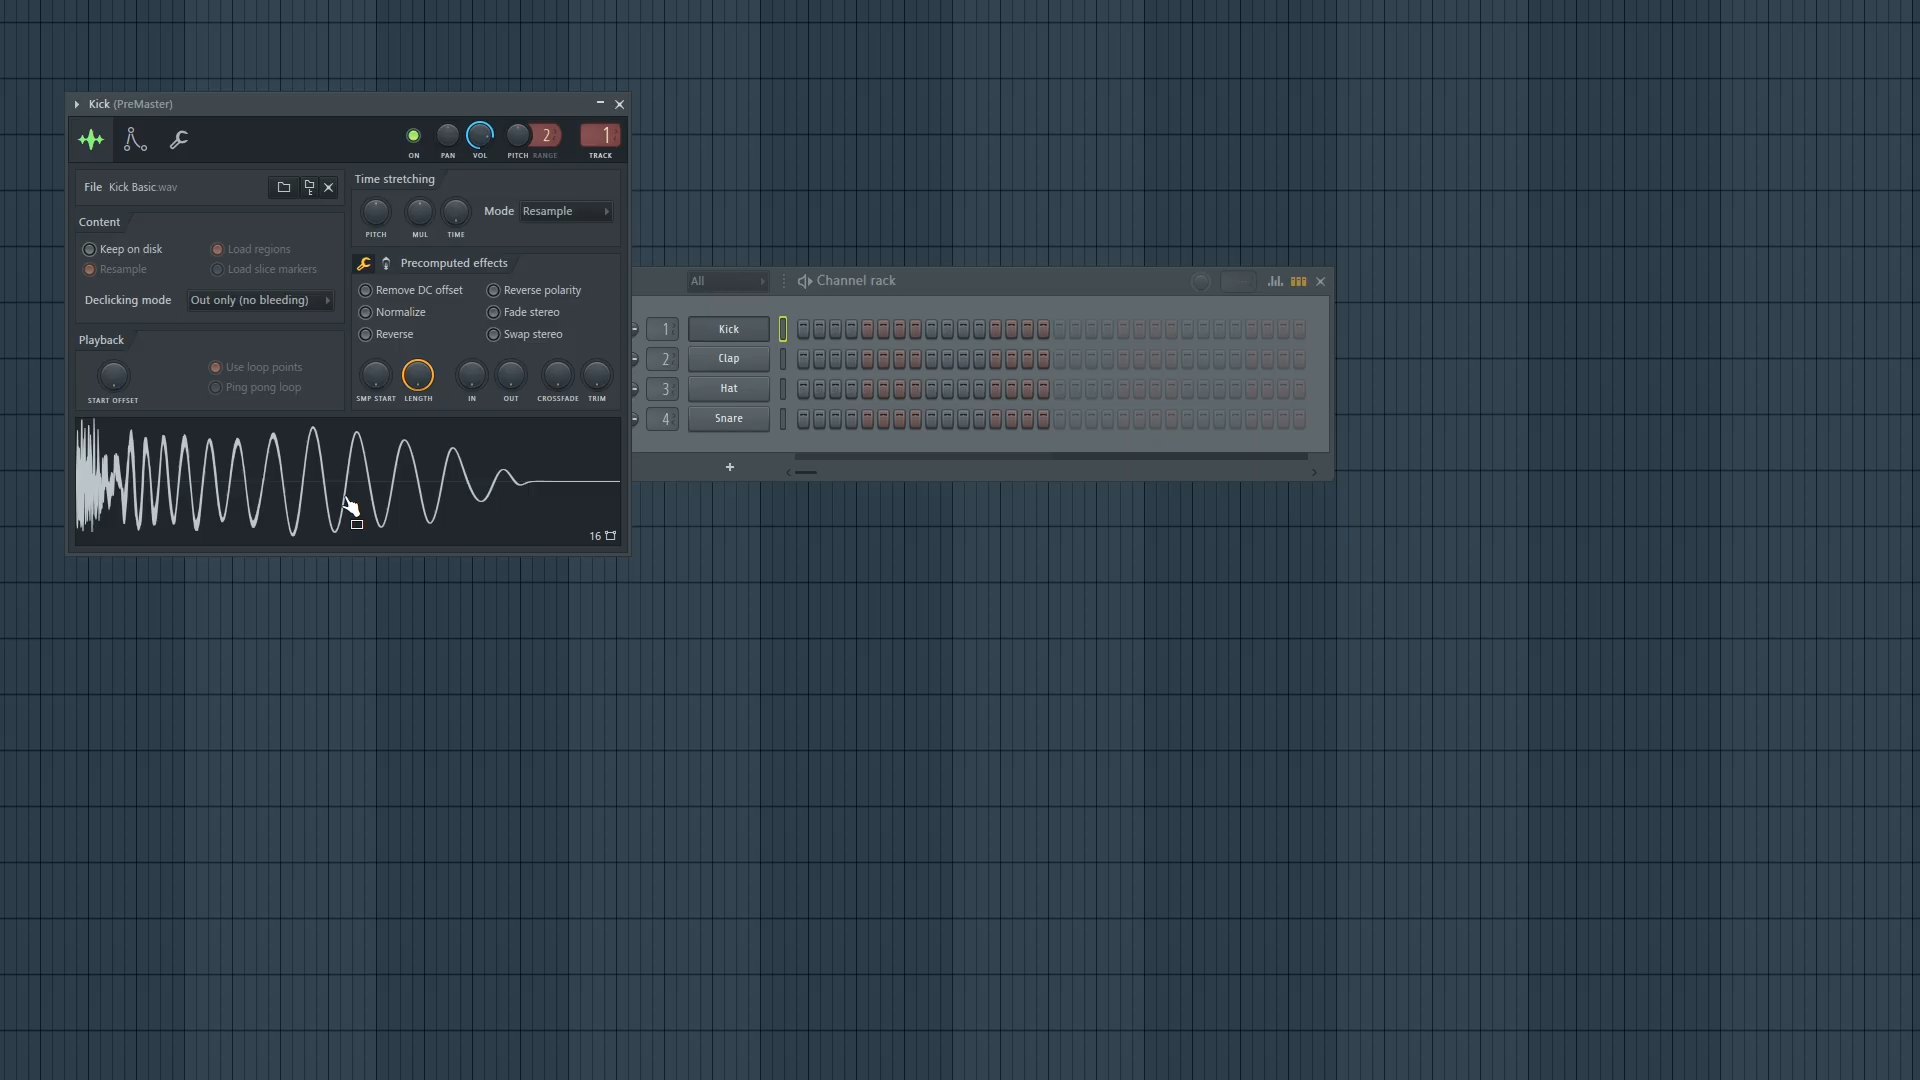 Kick (PreMaster)
ON PAN VOL PITCH RANGE 2 1 TRACK
File Kick Basic.wav
Content
Keep on disk
Load regions
Resample
Load slice markers
Declicking mode Out only (no bleeding)
Playback
START OFFSET
Use loop points
Ping pong loop
Time stretching
PITCH MUL TIME
Mode Resample
Precomputed effects
Remove DC offset
Reverse polarity
Normalize
Fade stereo
Reverse
Swap stereo
SMP START LENGTH IN OUT CROSSFADE TRIM
16
All Channel rack
1 Kick
2 Clap
3 Hat
4 Snare
+